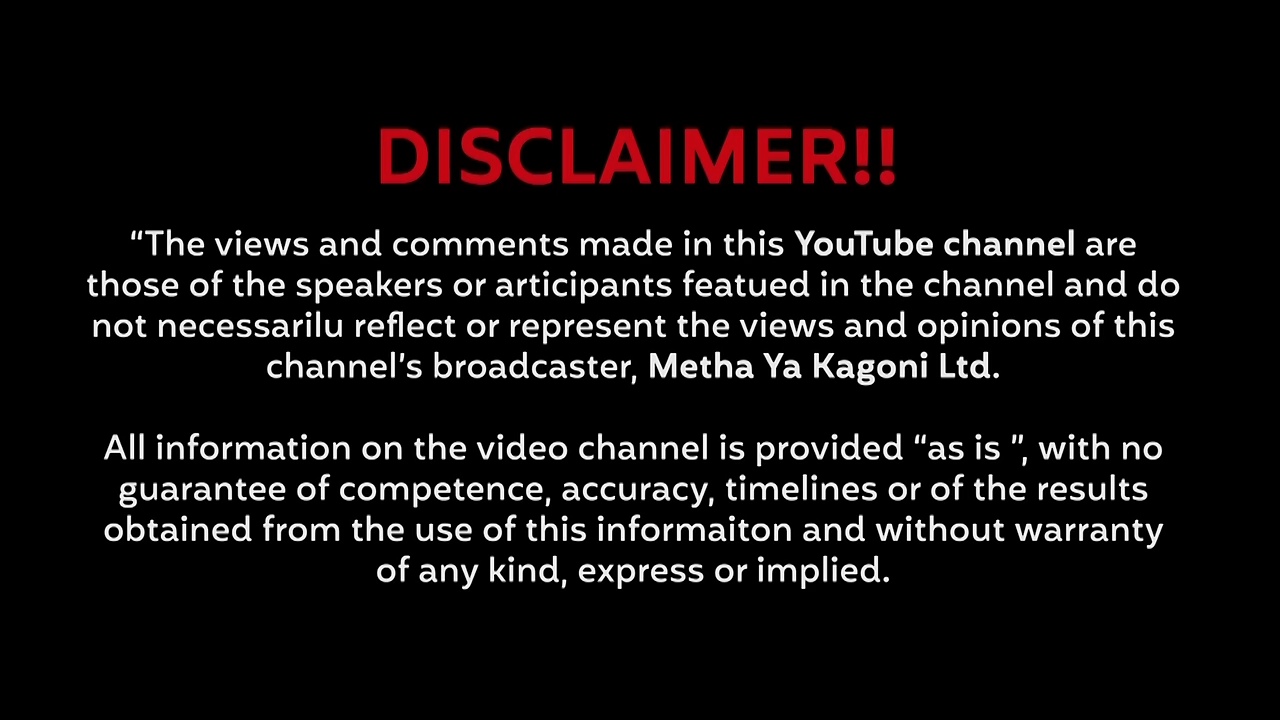 DISCLAIMER!!
“The views and comments made in this YouTube channel are
those of the speakers or articipants featued in the channel and do
not necessarilu reflect or represent the views and opinions of this
channel’s broadcaster, Metha Ya Kagoni Ltd.
All information on the video channel is provided “as is ”, with no
guarantee of competence, accuracy, timelines or of the results
obtained from the use of this informaiton and without warranty
of any kind, express or implied.